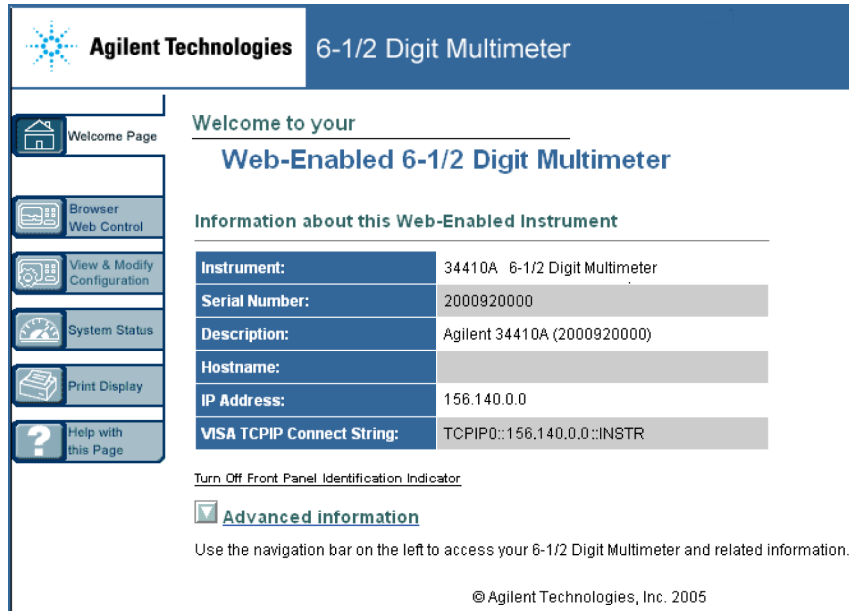 Agilent Technologies 6-1/2 Digit Multimeter
Welcome Page
Browser
Web Control
View & Modify
Configuration
System Status
Print Display
Help with
this Page
Welcome to your
Web-Enabled 6-1/2 Digit Multimeter
Information about this Web-Enabled Instrument
Instrument: 34410A 6-1/2 Digit Multimeter
Serial Number: 2000920000
Description: Agilent 34410A (2000920000)
Hostname:
IP Address: 156.140.0.0
VISA TCPIP Connect String: TCPIP0::156.140.0.0::INSTR
Turn Off Front Panel Identification Indicator
Advanced information
Use the navigation bar on the left to access your 6-1/2 Digit Multimeter and related information.
© Agilent Technologies, Inc. 2005